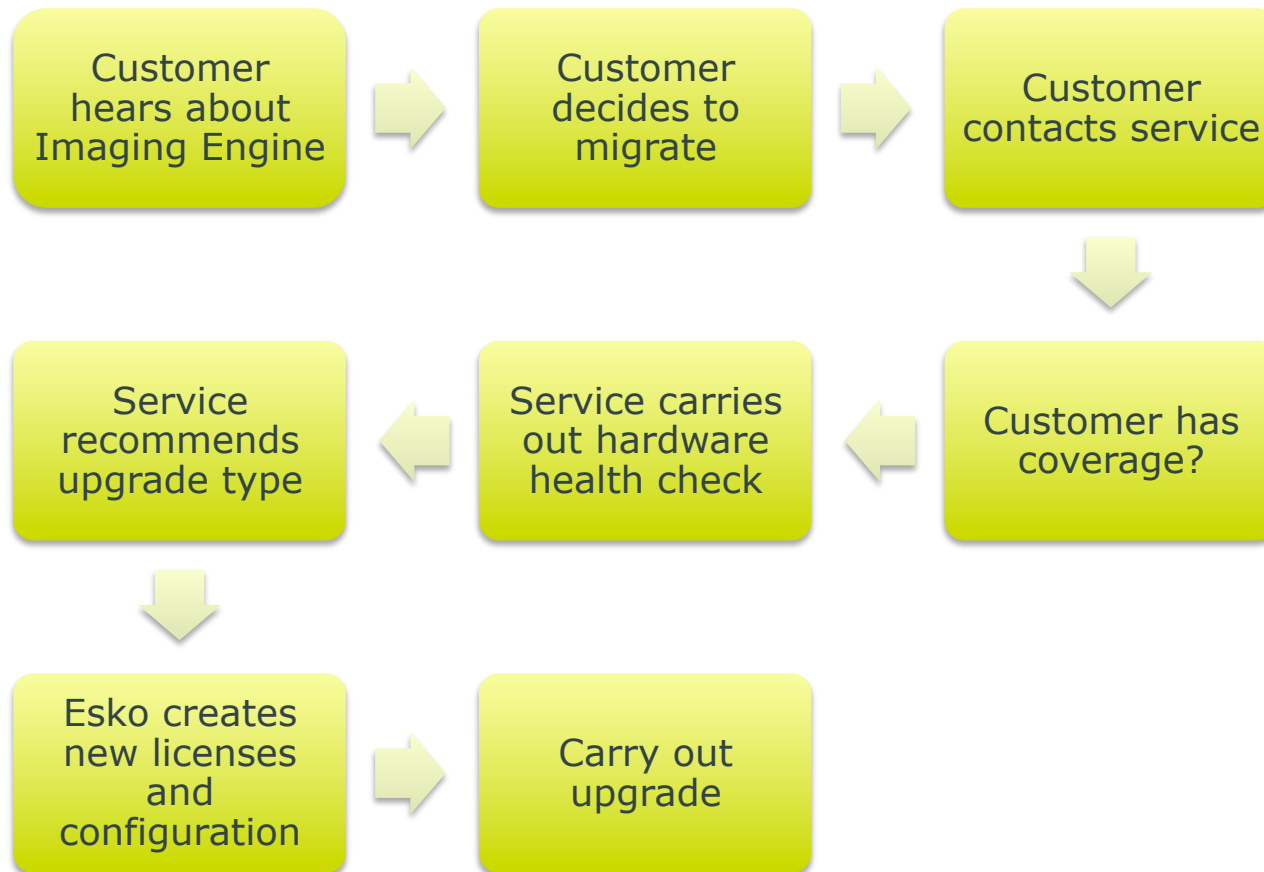 Customer
hears about
Imaging Engine
Customer
decides to
migrate
Customer
contacts service
Customer has
coverage?
Service carries
out hardware
health check
Service
recommends
upgrade type
Esko creates
new licenses
and
configuration
Carry out
upgrade